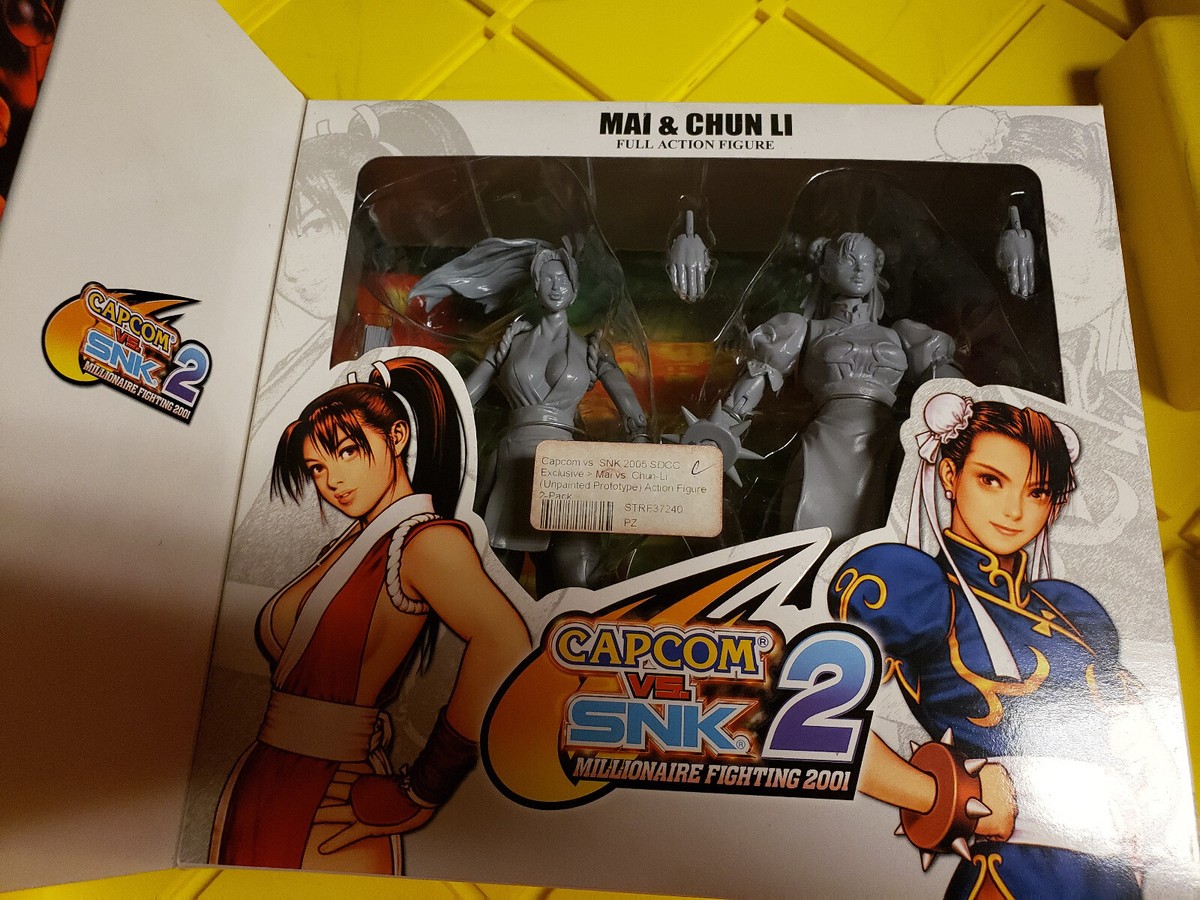 MAI & CHUN LI
FULL ACTION FIGURE
CAPCOM
VS.
SNK 2
MILLIONAIRE FIGHTING 2001
Capcom vs. SNK 2005 SDCC C
Exclusive > Mai vs. Chun-Li
(Unpainted Prototype) Action Figure
2-Pack
STRF37240
PZ
CAPCOM®
VS.
SNK® 2
MILLIONAIRE FIGHTING 2001